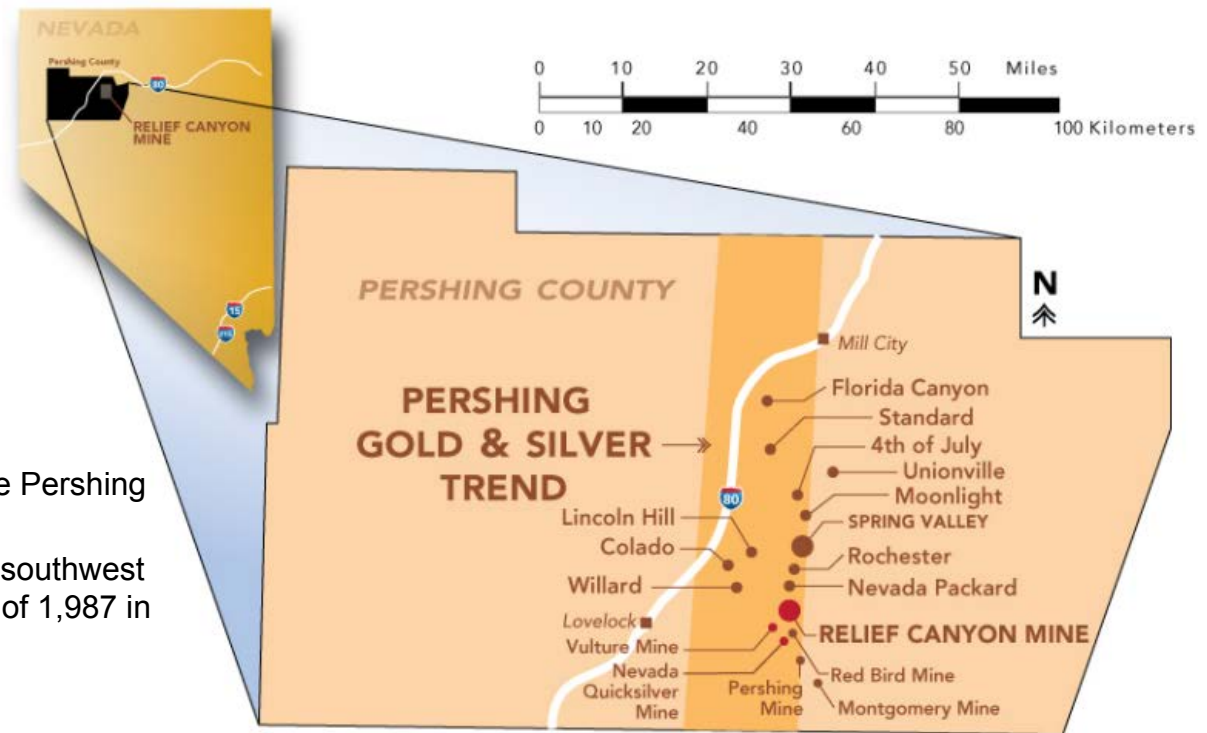 NEVADA
Pershing County
80
RELIEF CANYON
MINE
15
215
0 10 20 30 40 50 Miles
0 10 20 40 60 80 100 Kilometers
N
PERSHING COUNTY
Mill City
PERSHING
GOLD & SILVER
TREND
Florida Canyon
Standard
4th of July
Unionville
Moonlight
80
SPRING VALLEY
Lincoln Hill
Colado
Rochester
Willard
Nevada Packard
Lovelock
RELIEF CANYON MINE
Vulture Mine
Nevada
Quicksilver
Mine
Red Bird Mine
Pershing
Mine
Montgomery Mine
e Pershing
southwest
of 1,987 in